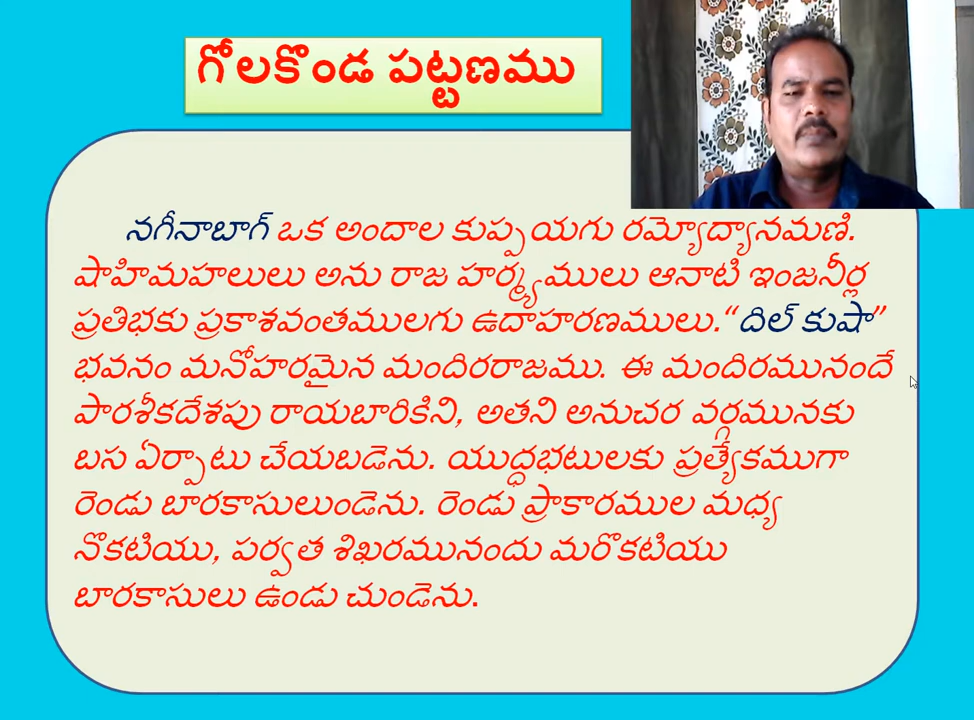 గోలకొండ పట్టణము
నగీనాబాగ్ ఒక అందాల కుప్పయగు రమ్యోద్యానమణి.
షాహిమహలులు అను రాజ హర్మ్యములు ఆనాటి ఇంజనీర్ల
ప్రతిభకు ప్రకాశవంతములగు ఉదాహరణములు.“దిల్ కుషా”
భవనం మనోహరమైన మందిరరాజము. ఈ మందిరమునందే
పారశీకదేశపు రాయబారికిని, అతని అనుచర వర్గమునకు
బస ఏర్పాటు చేయబడెను. యుద్ధభటులకు ప్రత్యేకముగా
రెండు బారకాసులుండెను. రెండు ప్రాకారముల మధ్య
నొకటియు, పర్వత శిఖరమునందు మరొకటియు
బారకాసులు ఉండు చుండెను.